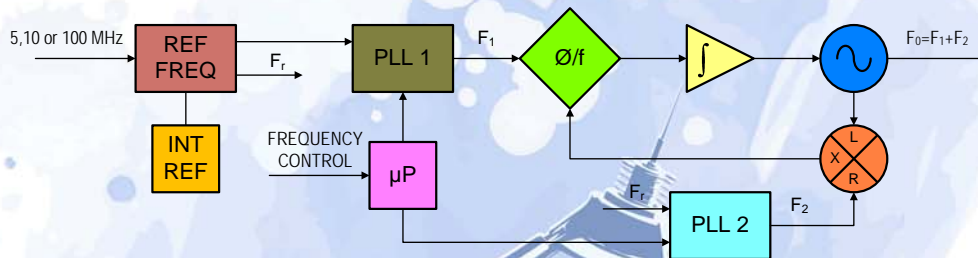 5,10 or 100 MHz
REF
FREQ
Fr
INT
REF
PLL 1
F1
Ø/f
∫
F0=F1+F2
L
X
R
FREQUENCY
CONTROL
µP
Fr
PLL 2
F2